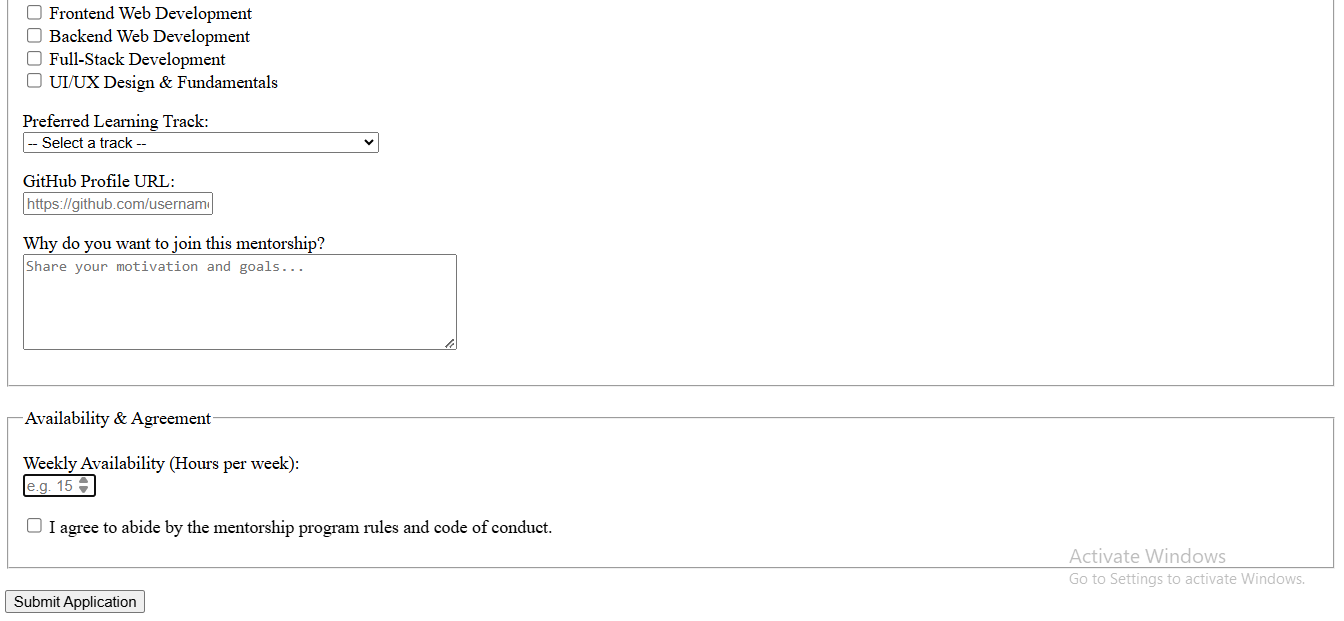 Frontend Web Development
Backend Web Development
Full-Stack Development
UI/UX Design & Fundamentals
Preferred Learning Track:
-- Select a track --
GitHub Profile URL:
https://github.com/usernam
Why do you want to join this mentorship?
Share your motivation and goals...
Availability & Agreement
Weekly Availability (Hours per week):
e.g. 15
I agree to abide by the mentorship program rules and code of conduct.
Activate Windows
Go to Settings to activate Windows.
Submit Application